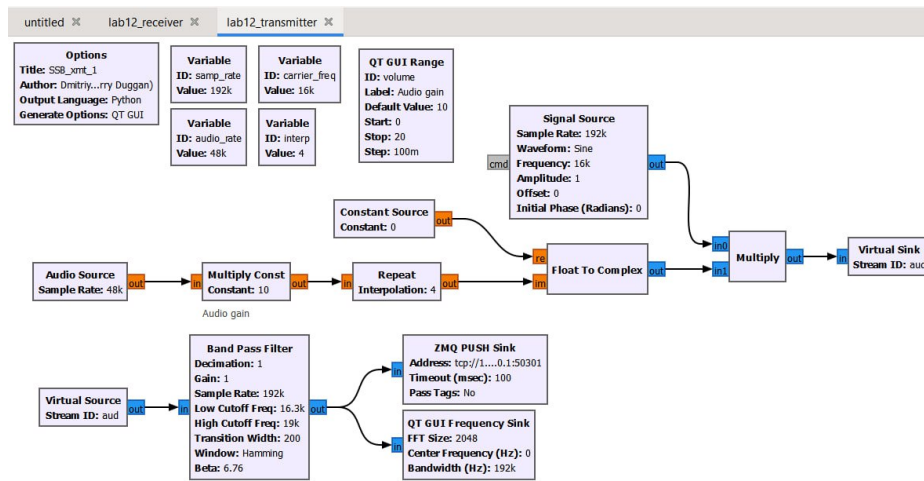 untitled
lab12_receiver
lab12_transmitter
Options
Title: SSB_xmt_1
Author: Dmitriy...rry Duggan)
Output Language: Python
Generate Options: QT GUI
Variable
ID: samp_rate
Value: 192k
Variable
ID: carrier_freq
Value: 16k
Variable
ID: audio_rate
Value: 48k
Variable
ID: interp
Value: 4
QT GUI Range
ID: volume
Label: Audio gain
Default Value: 10
Start: 0
Stop: 20
Step: 100m
Signal Source
Sample Rate: 192k
Waveform: Sine
Frequency: 16k
Amplitude: 1
Offset: 0
Initial Phase (Radians): 0
cmd
out
Constant Source
Constant: 0
out
Audio Source
Sample Rate: 48k
out
in
Multiply Const
Constant: 10
out
Audio gain
in
Repeat
Interpolation: 4
out
re
im
Float To Complex
out
in0
in1
Multiply
out
in
Virtual Sink
Stream ID: aud
Virtual Source
Stream ID: aud
out
in
Band Pass Filter
Decimation: 1
Gain: 1
Sample Rate: 192k
Low Cutoff Freq: 16.3k
High Cutoff Freq: 19k
Transition Width: 200
Window: Hamming
Beta: 6.76
out
in
ZMQ PUSH Sink
Address: tcp://1....0.1:50301
Timeout (msec): 100
Pass Tags: No
in
QT GUI Frequency Sink
FFT Size: 2048
Center Frequency (Hz): 0
Bandwidth (Hz): 192k